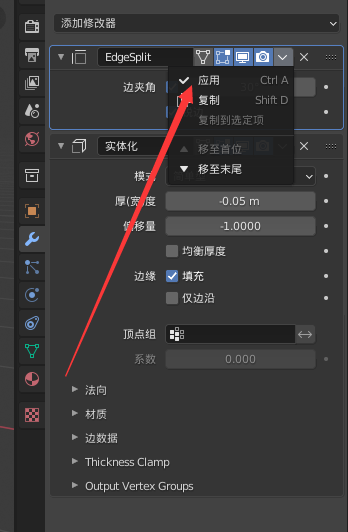 添加修改器
EdgeSplit
边夹角
应用 Ctrl A
复制 Shift D
复制到选定项
移至首位
移至末尾
实体化
模式
厚(宽)度 -0.05 m
偏移量 -1.0000
均衡厚度
边缘 填充
仅边沿
顶点组
系数 0.000
法向
材质
边数据
Thickness Clamp
Output Vertex Groups